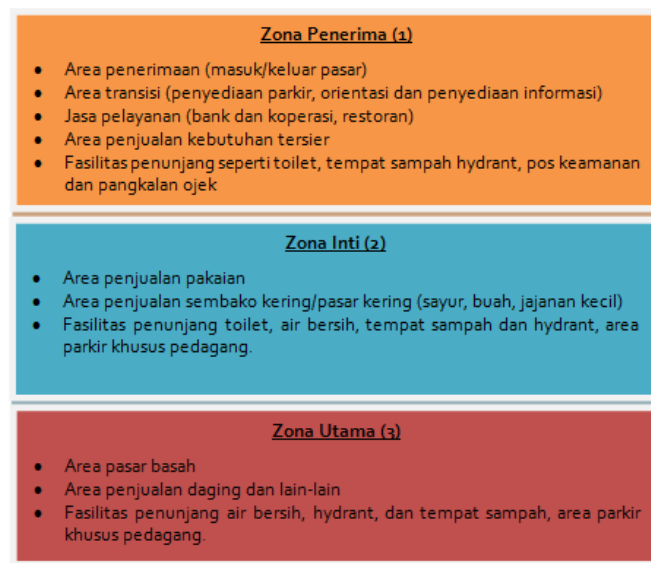 Zona Penerima (1)
● Area penerimaan (masuk/keluar pasar)
● Area transisi (penyediaan parkir, orientasi dan penyediaan informasi)
● Jasa pelayanan (bank dan koperasi, restoran)
● Area penjualan kebutuhan tersier
● Fasilitas penunjang seperti toilet, tempat sampah hydrant, pos keamanan
dan pangkalan ojek
Zona Inti (2)
● Area penjualan pakaian
● Area penjualan sembako kering/pasar kering (sayur, buah, jajanan kecil)
● Fasilitas penunjang toilet, air bersih, tempat sampah dan hydrant, area
parkir khusus pedagang.
Zona Utama (3)
● Area pasar basah
● Area penjualan daging dan lain-lain
● Fasilitas penunjang air bersih, hydrant, dan tempat sampah, area parkir
khusus pedagang.